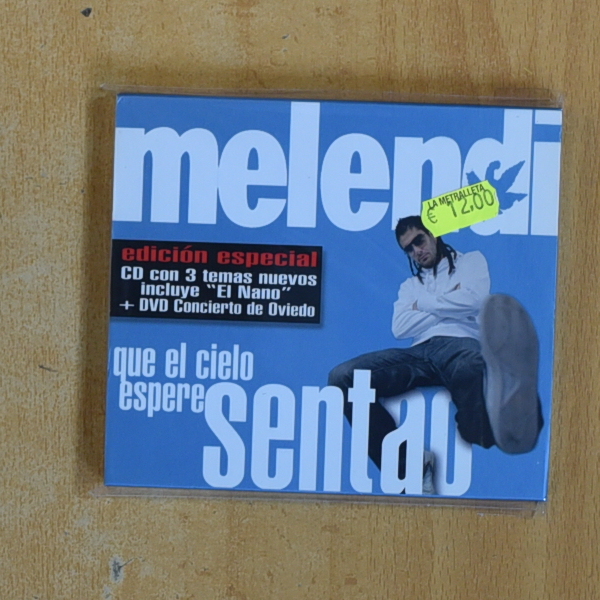 melendi
LA METRALLETA
€ 12.00
edición especial
CD con 3 temas nuevos
incluye "El Nano"
+ DVD Concierto de Oviedo
que el cielo
espere
sentao